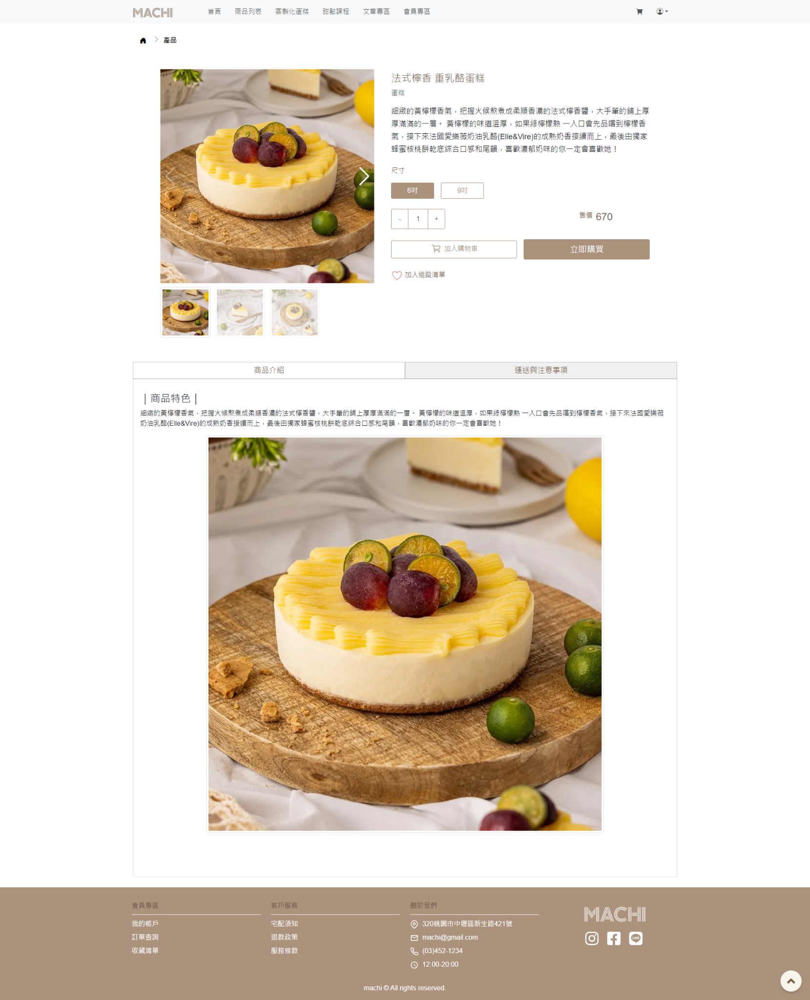 MACHI
首頁 商品列表 客製化蛋糕 甜點課程 文章專區 會員專區
產品
法式檸香 重乳酪蛋糕
蛋糕
細緻的黃檸檬香氣，把握火候熬煮成柔順香濃的法式檸香醬，大手筆的鋪上厚
厚滿滿的一層。 黃檸檬的味道溫厚，如果綠檸檬熱 一入口會先品嚐到檸檬香
氣，接下來法國愛樂薇奶油乳酪(Elle&Vire)的成熟奶香接續而上，最後由獨家
蜂蜜核桃餅乾底綜合口感和尾韻，喜歡濃郁奶味的你一定會喜歡她！
尺寸
6吋 9吋
- 1 +
售價 670
加入購物車 立即購買
加入追蹤清單
商品介紹 運送與注意事項
｜商品特色｜
細緻的黃檸檬香氣，把握火候熬煮成柔順香濃的法式檸香醬，大手筆的鋪上厚厚滿滿的一層。 黃檸檬的味道溫厚，如果綠檸檬熱 一入口會先品嚐到檸檬香氣，接下來法國愛樂薇
奶油乳酪(Elle&Vire)的成熟奶香接續而上，最後由獨家蜂蜜核桃餅乾底綜合口感和尾韻，喜歡濃郁奶味的你一定會喜歡她！
會員專區
我的帳戶
訂單查詢
收藏清單
客戶服務
宅配須知
退款政策
服務條款
關於我們
320桃園市中壢區新生路421號
machi@gmail.com
(03)452-1234
12:00-20:00
MACHI
LINE
machi © All rights reserved.